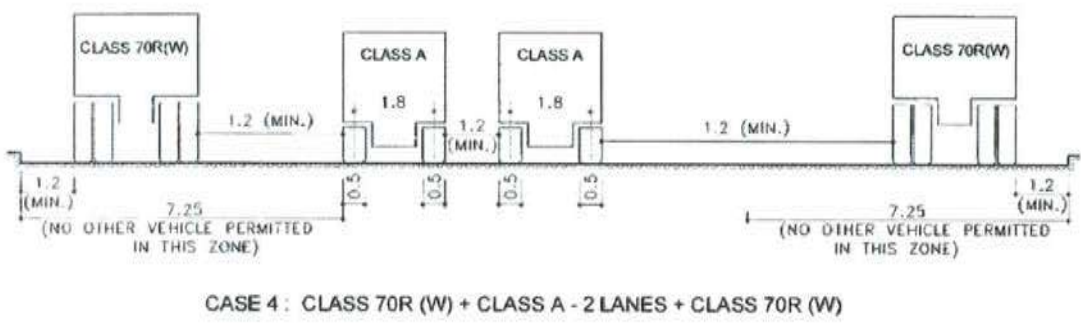 CLASS 70R(W)
CLASS A
CLASS A
CLASS 70R(W)
1.8
1.8
1.2 (MIN.)
1.2
(MIN.)
1.2 (MIN.)
0.5
0.5
0.5
0.5
1.2
(MIN.)
7.25
(NO OTHER VEHICLE PERMITTED
IN THIS ZONE)
1.2
(MIN.)
7.25
(NO OTHER VEHICLE PERMITTED
IN THIS ZONE)
CASE 4 : CLASS 70R (W) + CLASS A - 2 LANES + CLASS 70R (W)